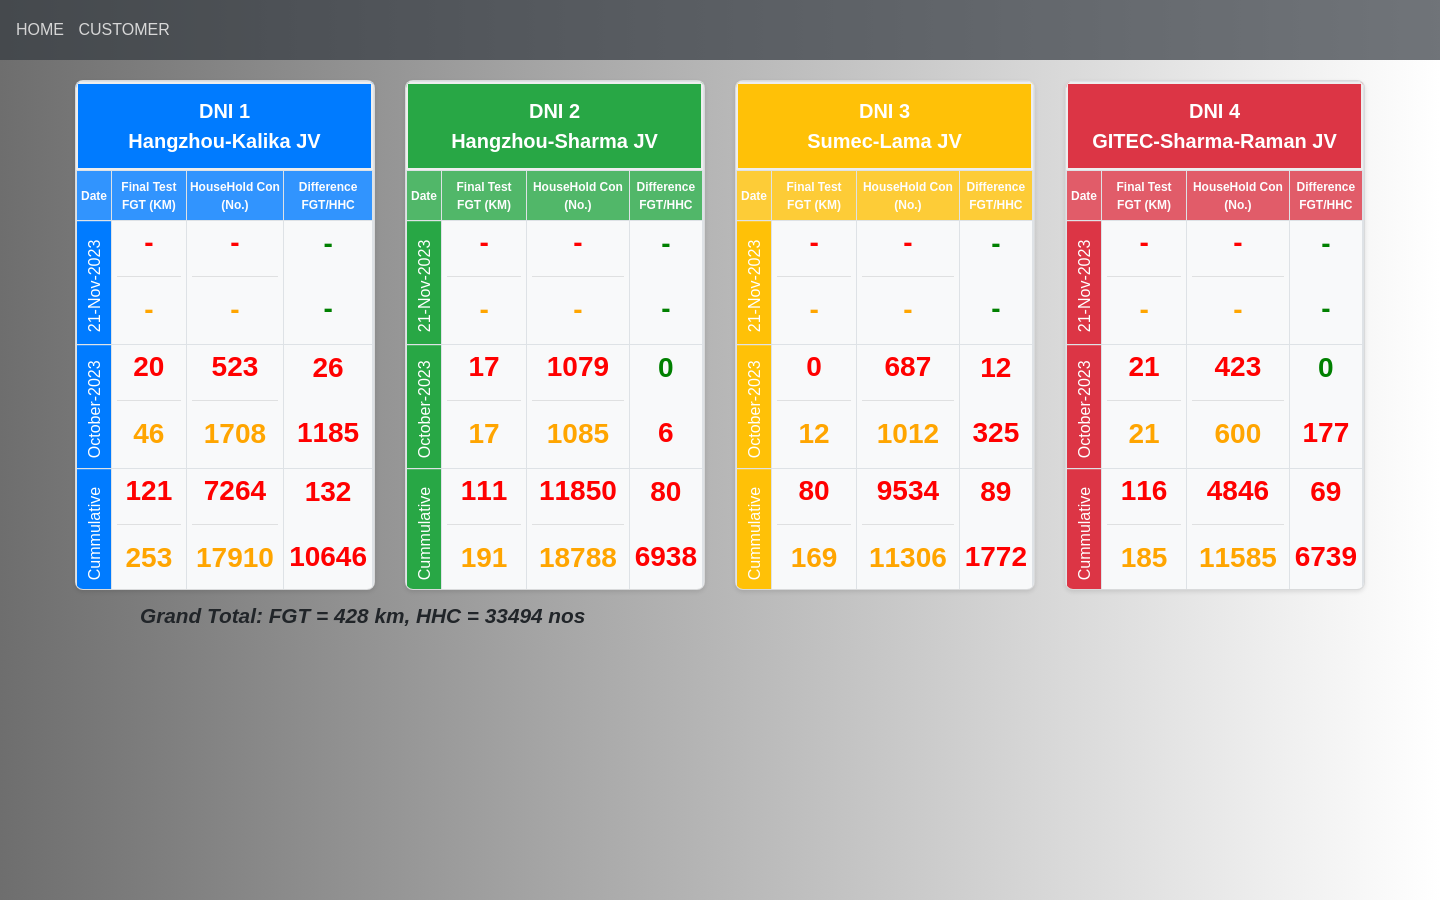 HOME CUSTOMER
DNI 1
Hangzhou-Kalika JV
Date
Final Test
FGT (KM)
HouseHold Con
(No.)
Difference
FGT/HHC
21-Nov-2023
- - -
- - -
October-2023
20 523 26
46 1708 1185
Cummulative
121 7264 132
253 17910 10646
DNI 2
Hangzhou-Sharma JV
Date
Final Test
FGT (KM)
HouseHold Con
(No.)
Difference
FGT/HHC
21-Nov-2023
- - -
- - -
October-2023
17 1079 0
17 1085 6
Cummulative
111 11850 80
191 18788 6938
DNI 3
Sumec-Lama JV
Date
Final Test
FGT (KM)
HouseHold Con
(No.)
Difference
FGT/HHC
21-Nov-2023
- - -
- - -
October-2023
0 687 12
12 1012 325
Cummulative
80 9534 89
169 11306 1772
DNI 4
GITEC-Sharma-Raman JV
Date
Final Test
FGT (KM)
HouseHold Con
(No.)
Difference
FGT/HHC
21-Nov-2023
- - -
- - -
October-2023
21 423 0
21 600 177
Cummulative
116 4846 69
185 11585 6739
Grand Total: FGT = 428 km, HHC = 33494 nos